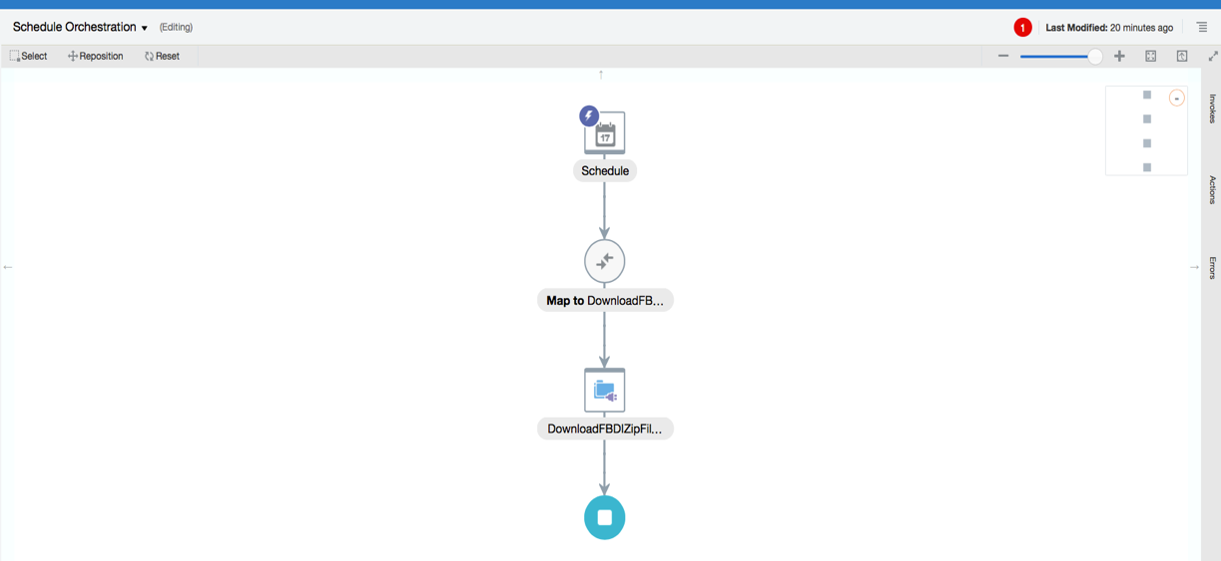 Schedule Orchestration (Editing)
1 Last Modified: 20 minutes ago
Select Reposition Reset
17
Schedule
Map to DownloadFB...
DownloadFBDIZipFil...
Invokes
Actions
Errors